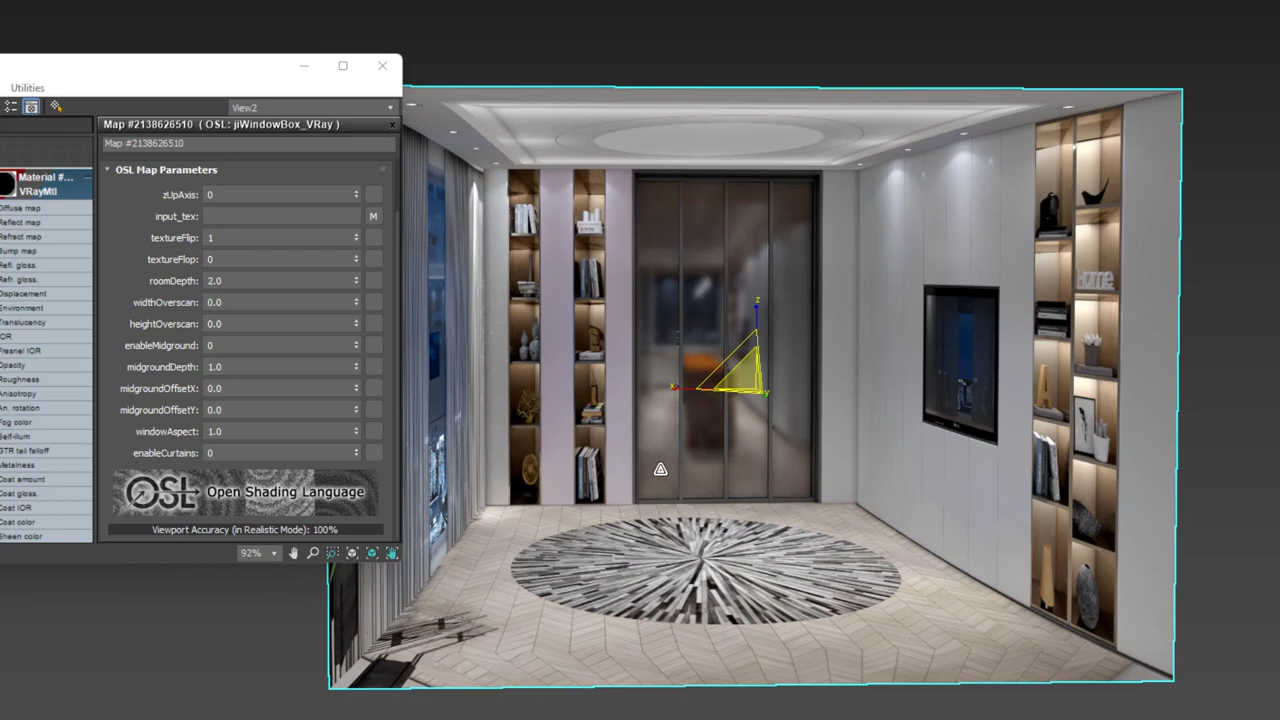 Utilities
View2
Map #2138626510 ( OSL: jiWindowBox_VRay )
Map #2138626510
OSL Map Parameters
zUpAxis: 0
input_tex: M
textureFlip: 1
textureFlop: 0
roomDepth: 2.0
widthOverscan: 0.0
heightOverscan: 0.0
enableMidground: 0
midgroundDepth: 1.0
midgroundOffsetX: 0.0
midgroundOffsetY: 0.0
windowAspect: 1.0
enableCurtains: 0
OSL Open Shading Language
Viewport Accuracy (in Realistic Mode): 100%
92%
Material #...
VRayMtl
Diffuse map
Reflect map
Refract map
Bump map
Refl. gloss.
Refr. gloss.
Displacement
Environment
Translucency
IOR
Fresnel IOR
Opacity
Roughness
Anisotropy
An. rotation
Fog color
Self-illum
GTR tail falloff
Metalness
Coat amount
Coat gloss.
Coat IOR
Coat color
Sheen color
z
x
y
Home